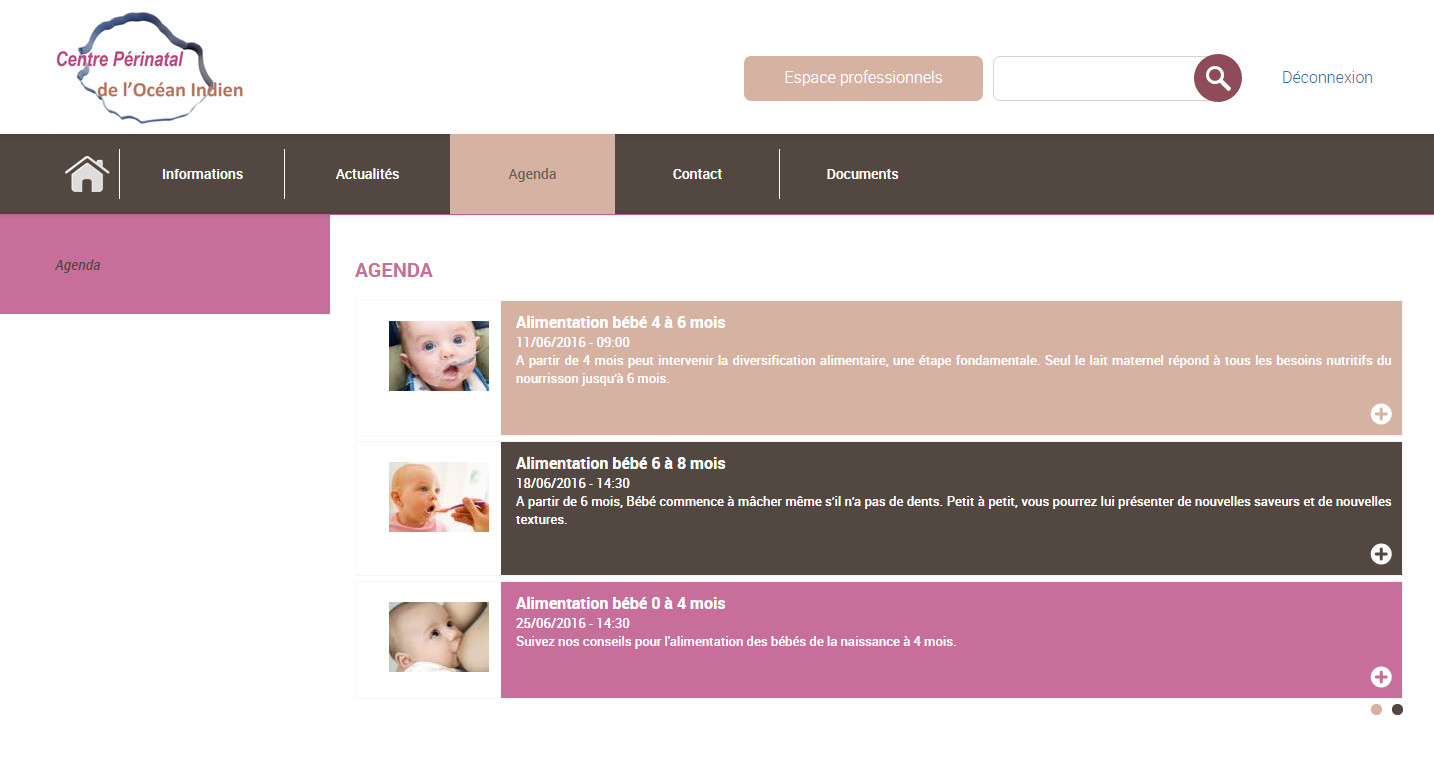 Centre Périnatal
de l'Océan Indien
Espace professionnels
Déconnexion
Informations
Actualités
Agenda
Contact
Documents
Agenda
AGENDA
Alimentation bébé 4 à 6 mois
11/06/2016 - 09:00
A partir de 4 mois peut intervenir la diversification alimentaire, une étape fondamentale. Seul le lait maternel répond à tous les besoins nutritifs du
nourrisson jusqu'à 6 mois.
Alimentation bébé 6 à 8 mois
18/06/2016 - 14:30
A partir de 6 mois, Bébé commence à mâcher même s'il n'a pas de dents. Petit à petit, vous pourrez lui présenter de nouvelles saveurs et de nouvelles
textures.
Alimentation bébé 0 à 4 mois
25/06/2016 - 14:30
Suivez nos conseils pour l'alimentation des bébés de la naissance à 4 mois.